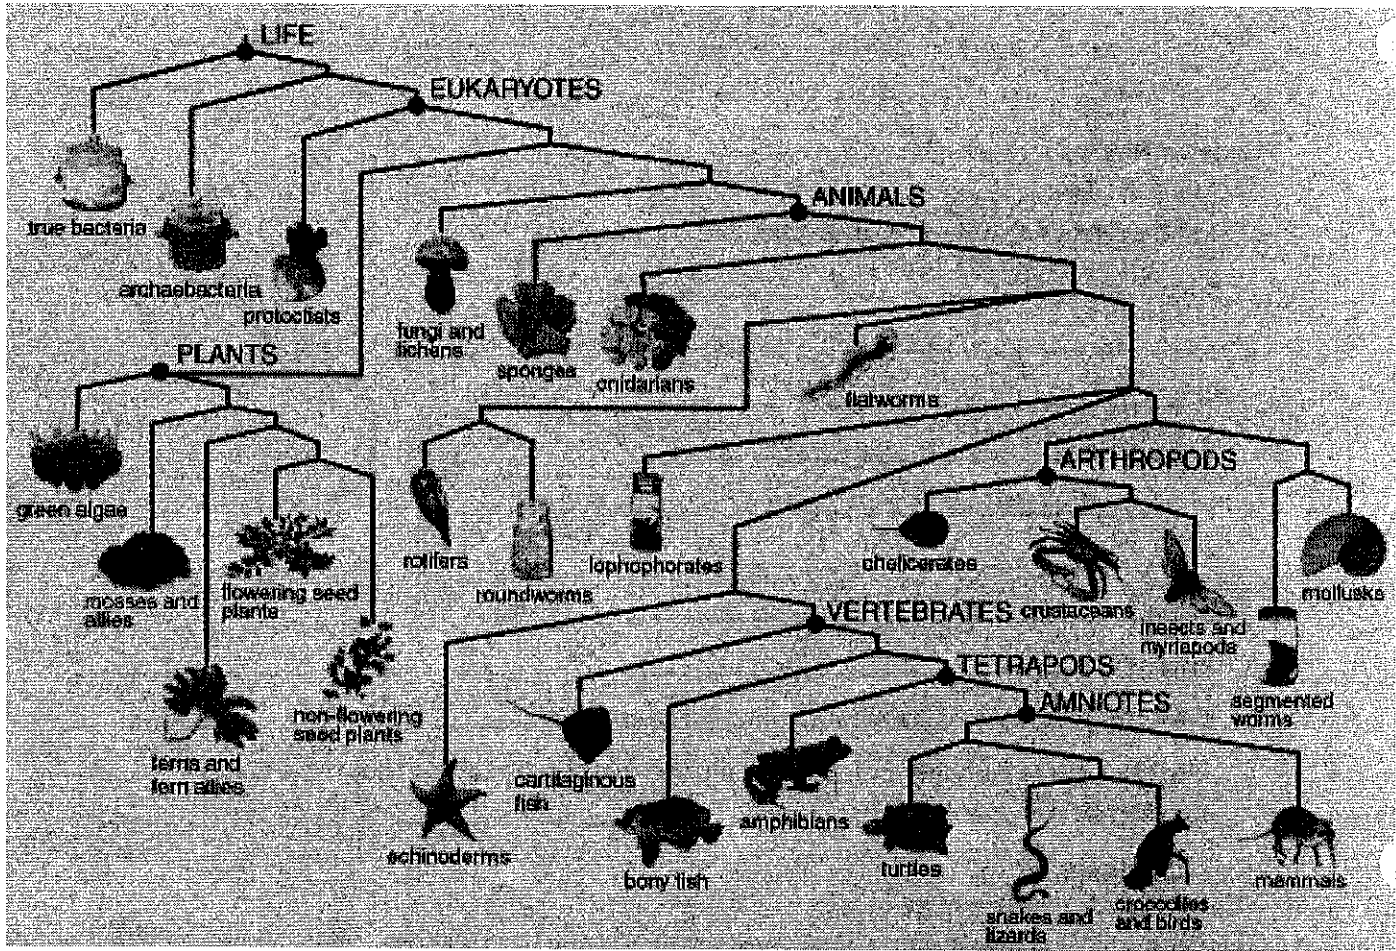 LIFE
EUKARYOTES
ANIMALS
true bacteria
archaebacteria
protoctists
fungi and
lichens
sponges
cnidarians
flatworms
PLANTS
green algae
mosses and
allies
flowering seed
plants
ferns and
fern allies
non-flowering
seed plants
rotifers
roundworms
lophophorates
ARTHROPODS
chelicerates
crustaceans
insects and
myriapods
segmented
worms
mollusks
VERTEBRATES
TETRAPODS
AMNIOTES
echinoderms
cartilaginous
fish
bony fish
amphibians
turtles
snakes and
lizards
crocodiles
and birds
mammals